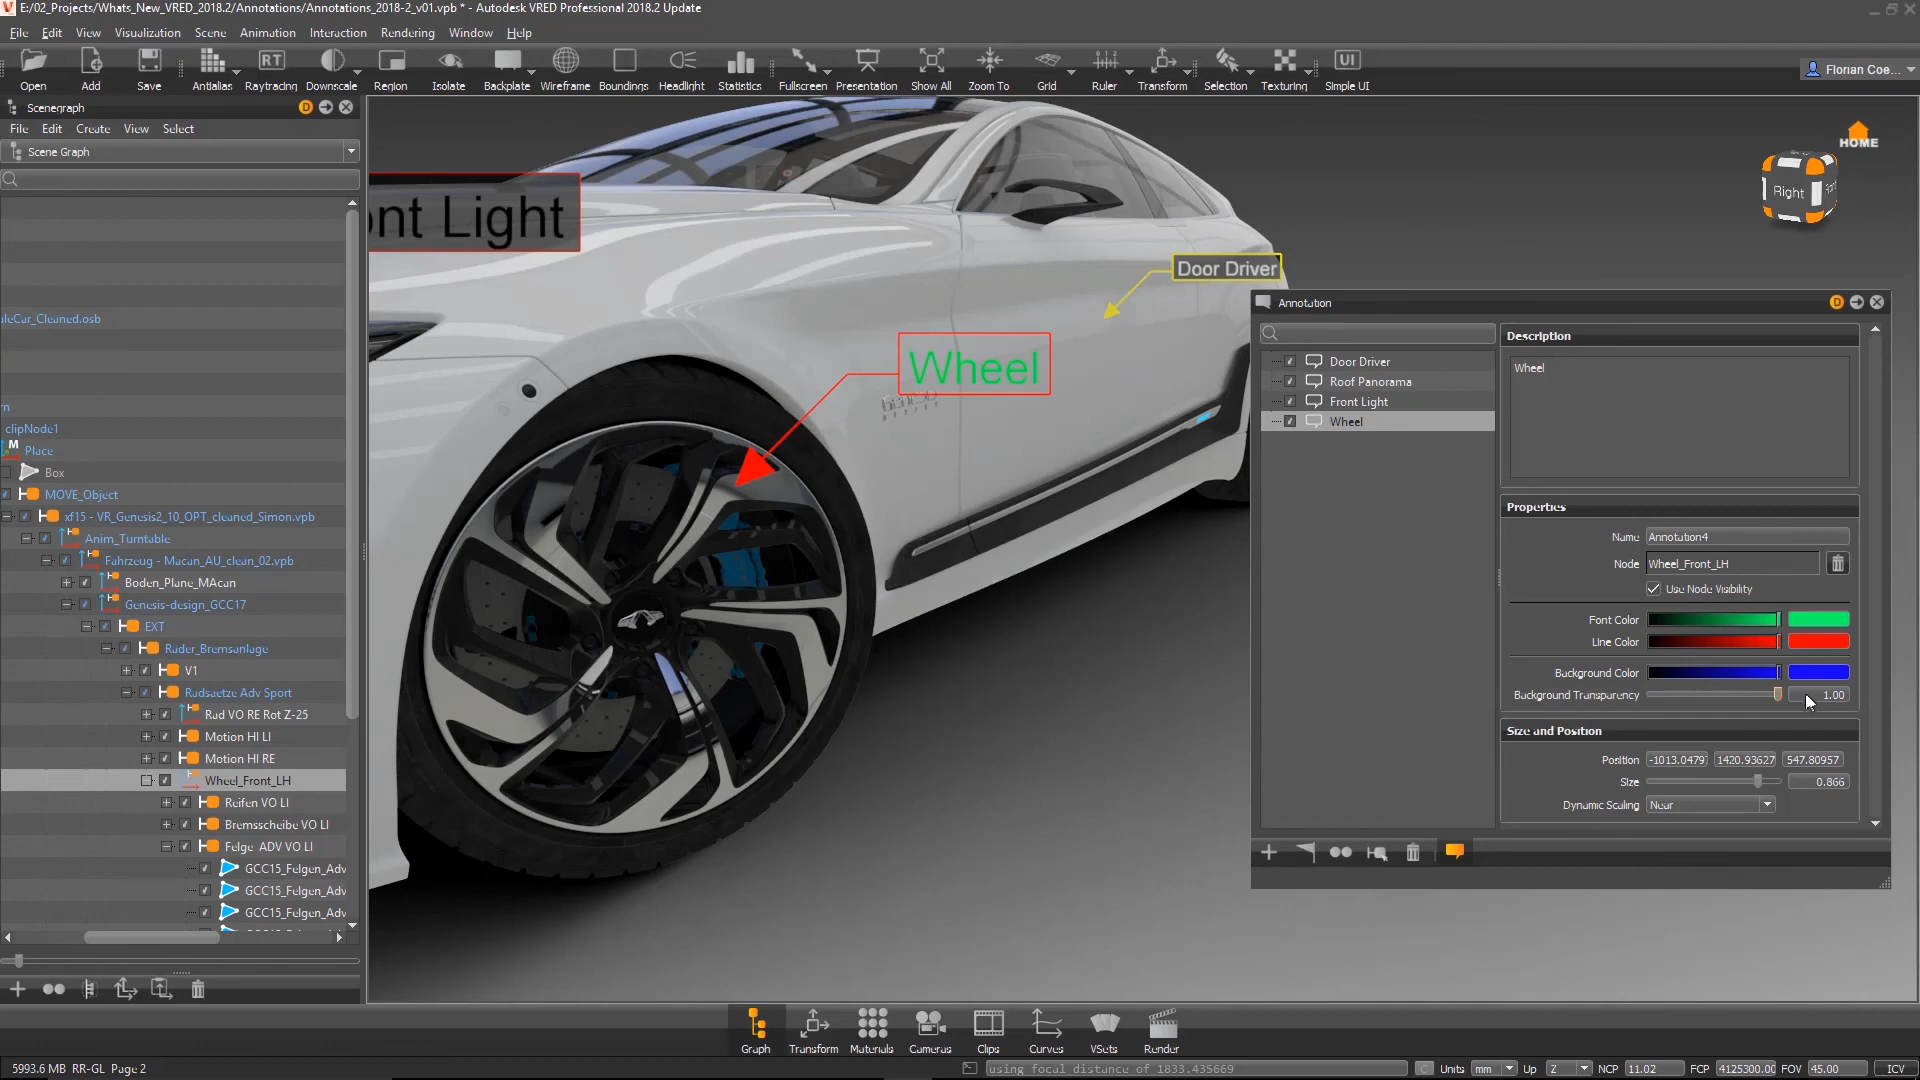 E:/02_Projects/Whats_New_VRED_2018.2/Annotations/Annotations_2018-2_v01.vpb * - Autodesk VRED Professional 2018.2 Update
File Edit View Visualization Scene Animation Interaction Rendering Window Help
Open Add Save Antialias Raytracing Downscale Region Isolate Backplate Wireframe Boundings Headlight Statistics Fullscreen Presentation Show All Zoom To Grid Ruler Transform Selection Texturing Simple UI
RT
UI
Florian Coe...
Scenegraph
D
File Edit Create View Select
Scene Graph
uleCar_Cleaned.osb
rn
clipNode1
M
Place
Box
MOVE_Object
xf15 - VR_Genesis2_10_OPT_cleaned_Simon.vpb
Anim_Turntable
Fahrzeug - Macan_AU_clean_02.vpb
Boden_Plane_MAcan
Genesis-design_GCC17
EXT
Rader_Bremsanlage
V1
Radsaetze Adv Sport
Rad VO RE Rot Z-25
Motion HI LI
Motion HI RE
Wheel_Front_LH
Reifen VO LI
Bremsscheibe VO LI
Felge ADV VO LI
GCC15_Felgen_Adv
GCC15_Felgen_Adv
GCC15_Felgen_Adv
ont Light
Wheel
Door Driver
HOME
Right
Annotation
D
Door Driver
Roof Panorama
Front Light
Wheel
Description
Wheel
Properties
Name Annotation4
Node Wheel_Front_LH
Use Node Visibility
Font Color
Line Color
Background Color
Background Transparency 1.00
Size and Position
Position -1013.0479 1420.93627 547.80957
Size 0.866
Dynamic Scaling Near
Graph Transform Materials Cameras Clips Curves VSets Render
5993.6 MB RR-GL Page 2
using focal distance of 1833.435669
C Units mm Up Z NCP 11.02 FCP 4125300.00 FOV 45.00 ICV